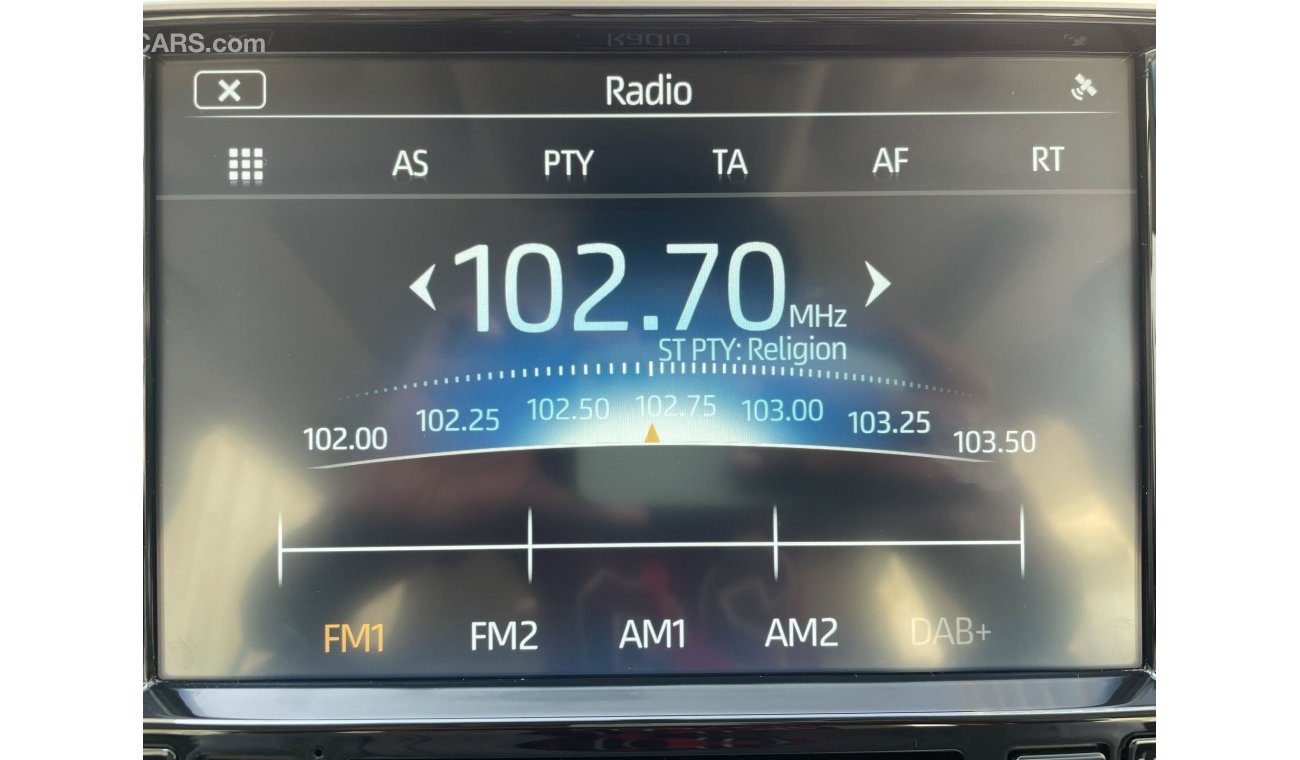 CARS.com
Radio
AS PTY TA AF RT
102.70 MHz
ST PTY: Religion
102.00 102.25 102.50 102.75 103.00 103.25 103.50
FM1 FM2 AM1 AM2 DAB+